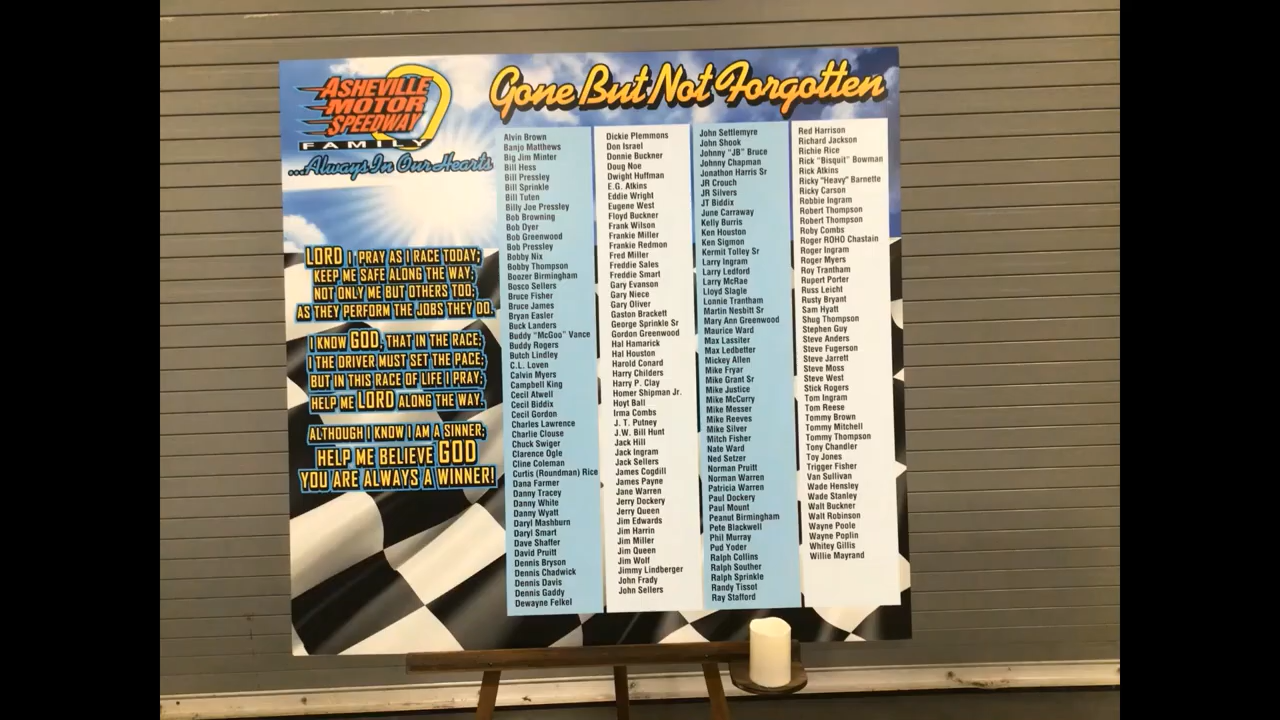 ASHEVILLE
MOTOR
SPEEDWAY
FAMILY
...Always In Our Hearts
LORD I PRAY AS I RACE TODAY;
KEEP ME SAFE ALONG THE WAY;
NOT ONLY ME BUT OTHERS TOO;
AS THEY PERFORM THE JOBS THEY DO.
I KNOW GOD, THAT IN THE RACE;
I THE DRIVER MUST SET THE PACE;
BUT IN THIS RACE OF LIFE I PRAY;
HELP ME LORD ALONG THE WAY.
ALTHOUGH I KNOW I AM A SINNER;
HELP ME BELIEVE GOD
YOU ARE ALWAYS A WINNER!
Gone But Not Forgotten
Alvin Brown
Banjo Matthews
Big Jim Minter
Bill Hess
Bill Pressley
Bill Sprinkle
Bill Tuten
Billy Joe Pressley
Bob Browning
Bob Dyer
Bob Greenwood
Bob Pressley
Bobby Nix
Bobby Thompson
Boozer Birmingham
Bosco Sellers
Bruce Fisher
Bruce James
Bryan Easler
Buck Landers
Buddy "McGoo" Vance
Buddy Rogers
Butch Lindley
C.L. Loven
Calvin Myers
Campbell King
Cecil Atwell
Cecil Biddix
Cecil Gordon
Charles Lawrence
Charlie Clouse
Chuck Swiger
Clarence Ogle
Cline Coleman
Curtis (Roundman) Rice
Dana Farmer
Danny Tracey
Danny White
Danny Wyatt
Daryl Mashburn
Daryl Smart
Dave Shaffer
David Pruitt
Dennis Bryson
Dennis Chadwick
Dennis Davis
Dennis Gaddy
Dewayne Felkel
Dickie Plemmons
Don Israel
Donnie Buckner
Doug Noe
Dwight Huffman
E.G. Atkins
Eddie Wright
Eugene West
Floyd Buckner
Frank Wilson
Frankie Miller
Frankie Redmon
Fred Miller
Freddie Sales
Freddie Smart
Gary Evanson
Gary Niece
Gary Oliver
Gaston Brackett
George Sprinkle Sr
Gordon Greenwood
Hal Hamarick
Hal Houston
Harold Conard
Harry Childers
Harry P. Clay
Homer Shipman Jr.
Hoyt Ball
Irma Combs
J. T. Putney
J.W. Bill Hunt
Jack Hill
Jack Ingram
Jack Sellers
James Cogdill
James Payne
Jane Warren
Jerry Dockery
Jerry Queen
Jim Edwards
Jim Harrin
Jim Miller
Jim Queen
Jim Wolf
Jimmy Lindberger
John Frady
John Sellers
John Settlemyre
John Shook
Johnny "JB" Bruce
Johnny Chapman
Jonathon Harris Sr
JR Crouch
JR Silvers
JT Biddix
June Carraway
Kelly Burris
Ken Houston
Ken Sigmon
Kermit Tolley Sr
Larry Ingram
Larry Ledford
Larry McRae
Lloyd Slagle
Lonnie Trantham
Martin Nesbitt Sr
Mary Ann Greenwood
Maurice Ward
Max Lassiter
Max Ledbetter
Mickey Allen
Mike Fryar
Mike Grant Sr
Mike Justice
Mike McCurry
Mike Messer
Mike Reeves
Mike Silver
Mitch Fisher
Nate Ward
Ned Setzer
Norman Pruitt
Norman Warren
Patricia Warren
Paul Dockery
Paul Mount
Peanut Birmingham
Pete Blackwell
Phil Murray
Pud Yoder
Ralph Collins
Ralph Souther
Ralph Sprinkle
Randy Tissot
Ray Stafford
Red Harrison
Richard Jackson
Richie Rice
Rick "Bisquit" Bowman
Rick Atkins
Ricky "Heavy" Barnette
Ricky Carson
Robbie Ingram
Robert Thompson
Robert Thompson
Roby Combs
Roger ROHO Chastain
Roger Ingram
Roger Myers
Roy Trantham
Rupert Porter
Russ Leicht
Rusty Bryant
Sam Hyatt
Shug Thompson
Stephen Guy
Steve Anders
Steve Fugerson
Steve Jarrett
Steve Moss
Steve West
Stick Rogers
Tom Ingram
Tom Reese
Tommy Brown
Tommy Mitchell
Tommy Thompson
Tony Chandler
Toy Jones
Trigger Fisher
Van Sullivan
Wade Hensley
Wade Stanley
Walt Buckner
Walt Robinson
Wayne Poole
Wayne Poplin
Whitey Gillis
Willie Mayrand